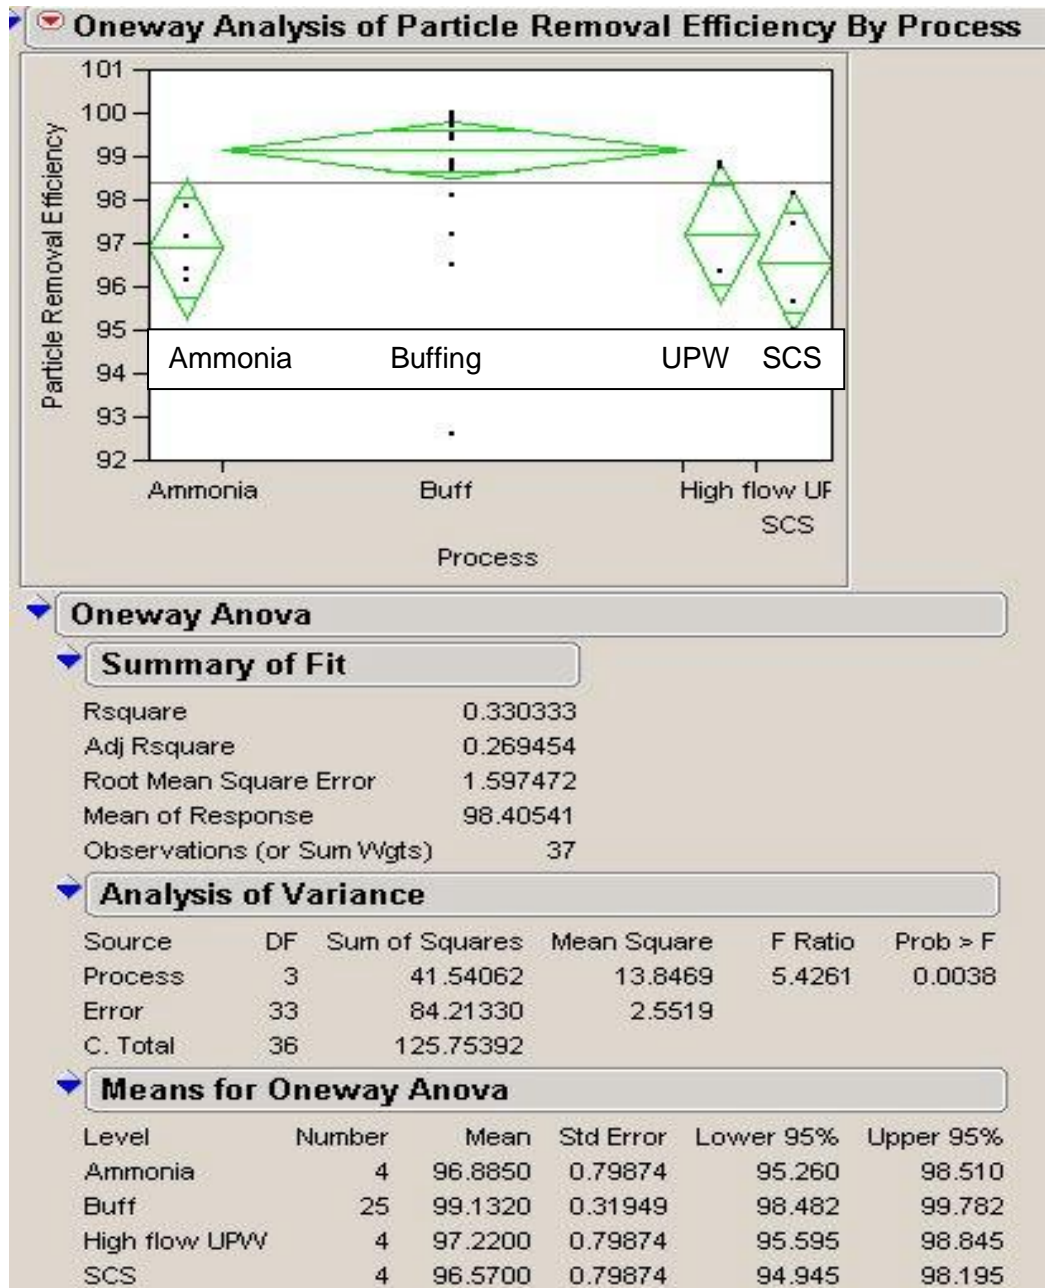 Oneway Analysis of Particle Removal Efficiency By Process
101
100
99
98
97
96
95
94
93
92
Particle Removal Efficiency
Ammonia Buffing UPW SCS
Ammonia Buff High flow UF
SCS
Process
Oneway Anova
Summary of Fit
Rsquare 0.330333
Adj Rsquare 0.269454
Root Mean Square Error 1.597472
Mean of Response 98.40541
Observations (or Sum Wgts) 37
Analysis of Variance
Source DF Sum of Squares Mean Square F Ratio Prob > F
Process 3 41.54062 13.8469 5.4261 0.0038
Error 33 84.21330 2.5519
C. Total 36 125.75392
Means for Oneway Anova
Level Number Mean Std Error Lower 95% Upper 95%
Ammonia 4 96.8850 0.79874 95.260 98.510
Buff 25 99.1320 0.31949 98.482 99.782
High flow UPW 4 97.2200 0.79874 95.595 98.845
SCS 4 96.5700 0.79874 94.945 98.195